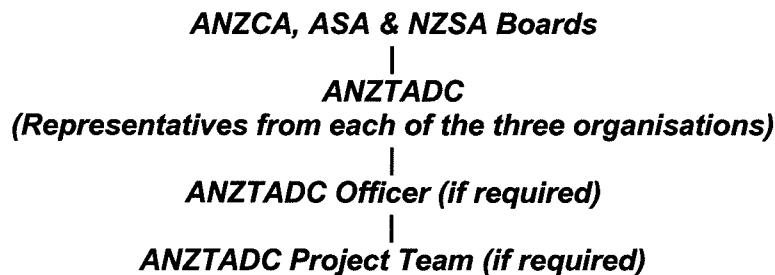 ANZCA, ASA & NZSA Boards
|
ANZTADC
(Representatives from each of the three organisations)
|
ANZTADC Officer (if required)
|
ANZTADC Project Team (if required)